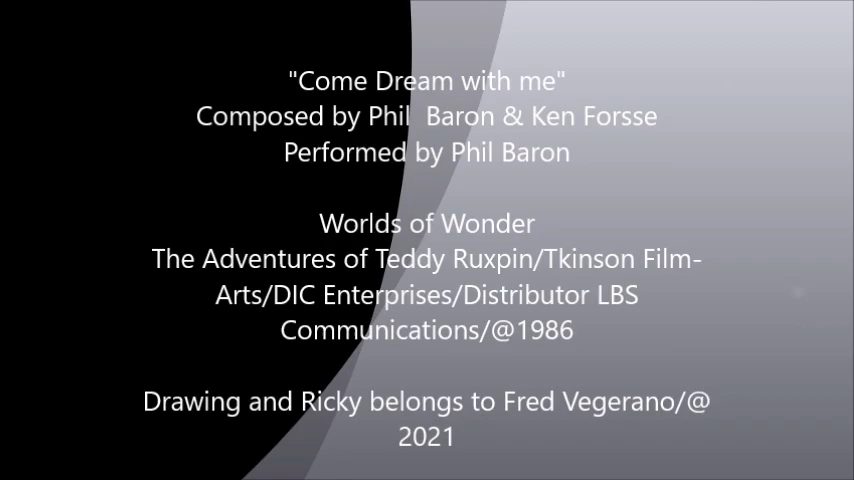 "Come Dream with me"
Composed by Phil  Baron & Ken Forsse
Performed by Phil Baron
Worlds of Wonder
The Adventures of Teddy Ruxpin/Tkinson Film-
Arts/DIC Enterprises/Distributor LBS
Communications/@1986
Drawing and Ricky belongs to Fred Vegerano/@
2021